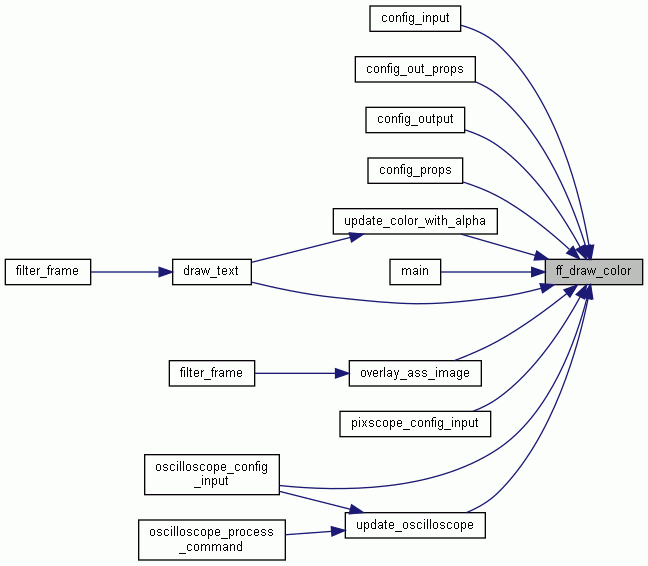 config_input
config_out_props
config_output
config_props
update_color_with_alpha
filter_frame
draw_text
main
ff_draw_color
filter_frame
overlay_ass_image
pixscope_config_input
oscilloscope_config
_input
update_oscilloscope
oscilloscope_process
_command